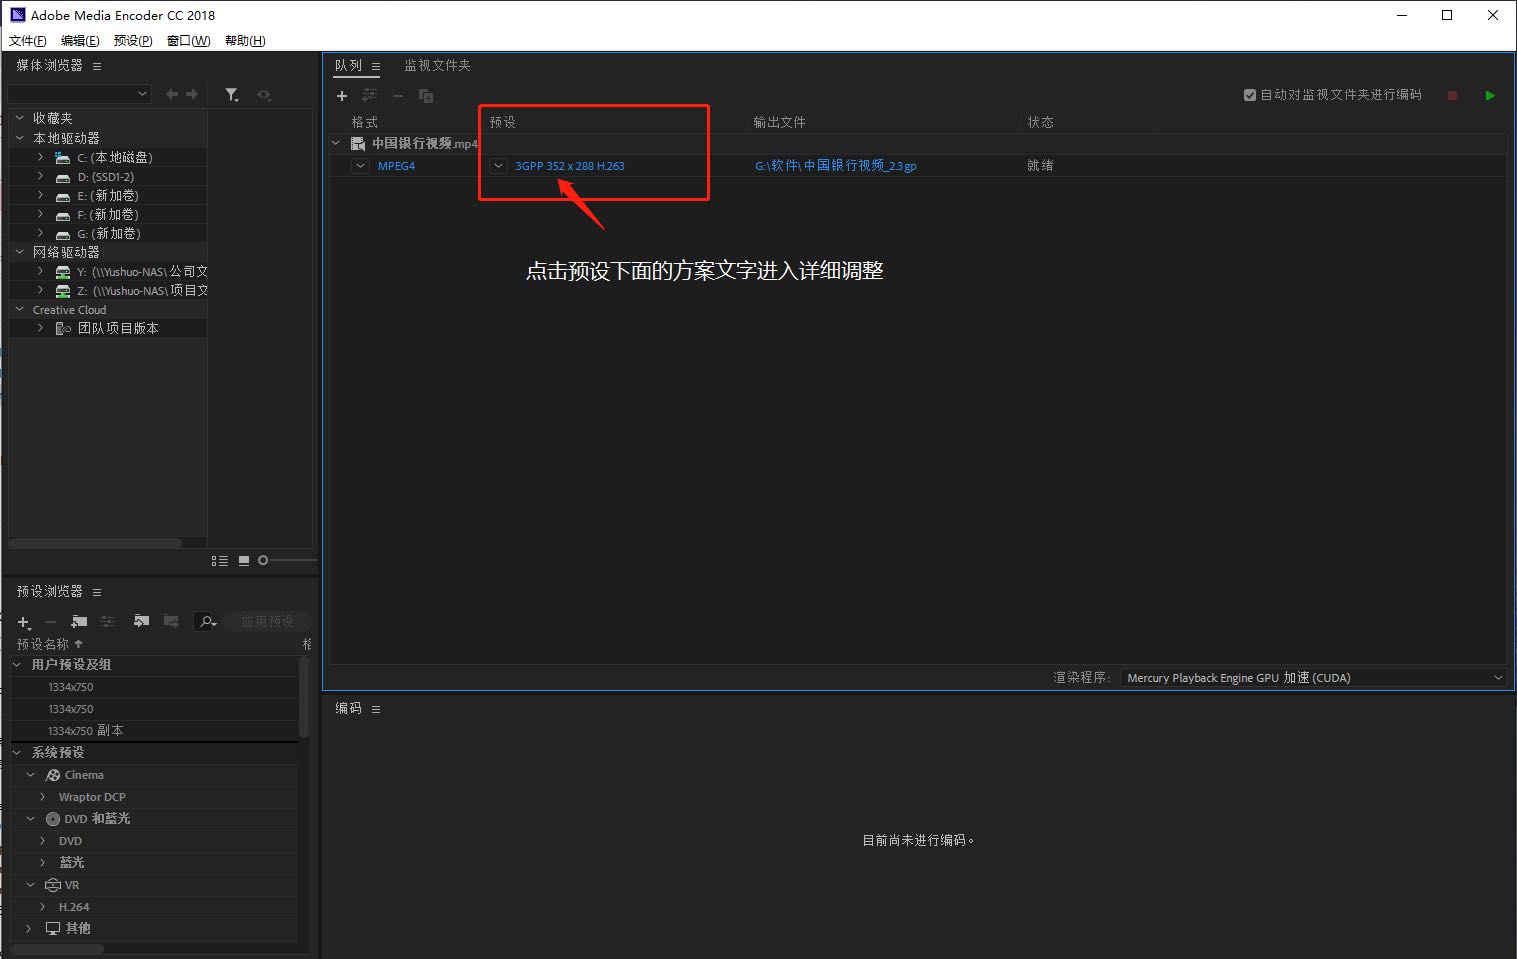 Adobe Media Encoder CC 2018
文件(F) 编辑(E) 预设(P) 窗口(W) 帮助(H)
媒体浏览器
收藏夹
本地驱动器
C: (本地磁盘)
D: (SSD1-2)
E: (新加卷)
F: (新加卷)
G: (新加卷)
网络驱动器
Y: (\\Yushuo-NAS\公司文
Z: (\\Yushuo-NAS\项目文
Creative Cloud
团队项目版本
预设浏览器
应用预设
预设名称 格
用户预设及组
1334x750
1334x750
1334x750 副本
系统预设
Cinema
Wraptor DCP
DVD 和蓝光
DVD
蓝光
VR
H.264
其他
队列 监视文件夹
自动对监视文件夹进行编码
格式 预设 输出文件 状态
中国银行视频.mp4
MPEG4 3GPP 352 x 288 H.263 G:\软件\中国银行视频_2.3gp 就绪
点击预设下面的方案文字进入详细调整
渲染程序: Mercury Playback Engine GPU 加速 (CUDA)
编码
目前尚未进行编码。